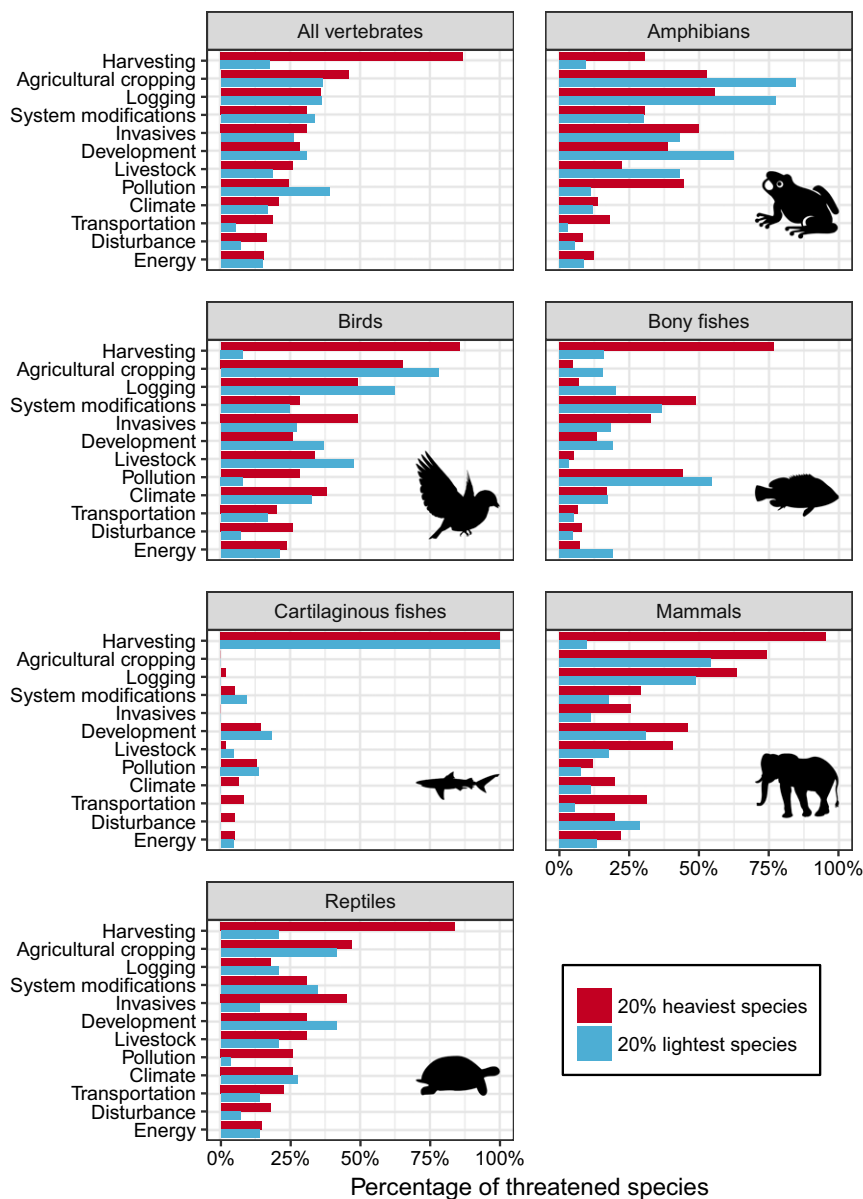 All vertebrates
Harvesting
Agricultural cropping
Logging
System modifications
Invasives
Development
Livestock
Pollution
Climate
Transportation
Disturbance
Energy
Amphibians
Birds
Harvesting
Agricultural cropping
Logging
System modifications
Invasives
Development
Livestock
Pollution
Climate
Transportation
Disturbance
Energy
Bony fishes
Cartilaginous fishes
Harvesting
Agricultural cropping
Logging
System modifications
Invasives
Development
Livestock
Pollution
Climate
Transportation
Disturbance
Energy
Mammals
0% 25% 50% 75% 100%
Reptiles
Harvesting
Agricultural cropping
Logging
System modifications
Invasives
Development
Livestock
Pollution
Climate
Transportation
Disturbance
Energy
0% 25% 50% 75% 100%
20% heaviest species
20% lightest species
Percentage of threatened species